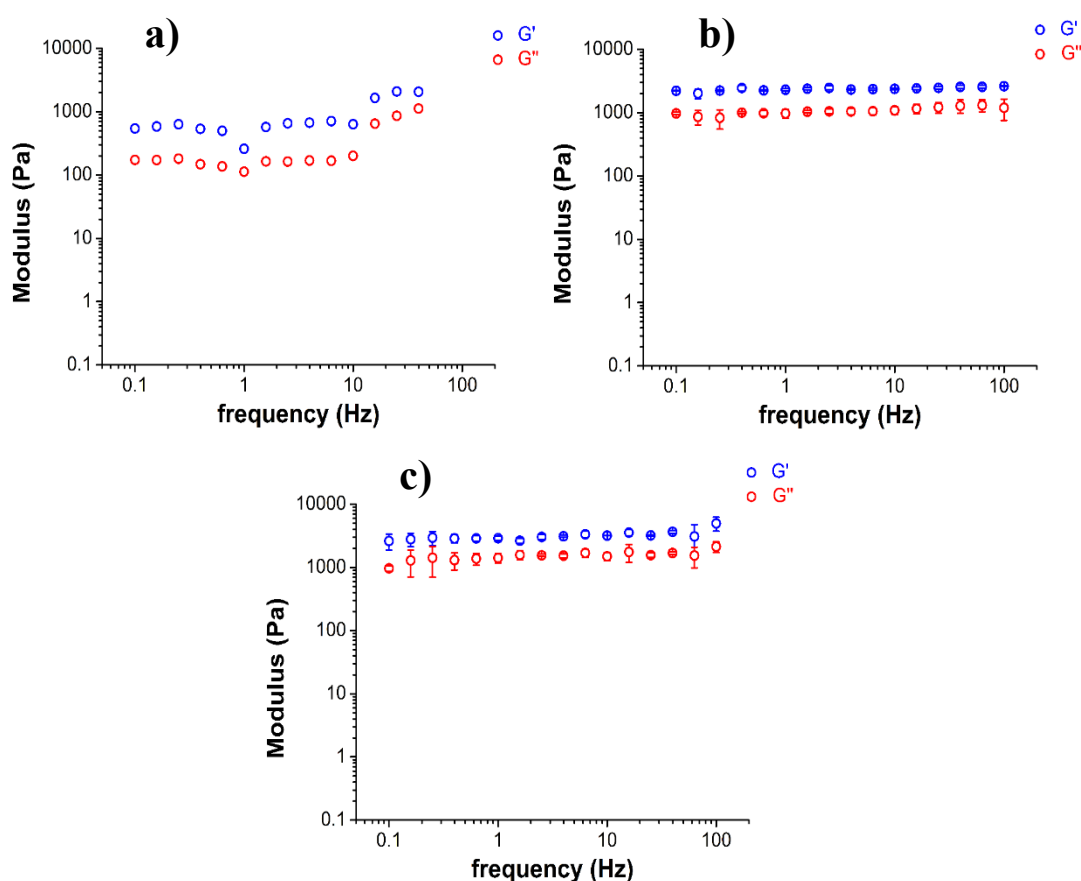 a)
G'
G"
10000
1000
100
10
1
0.1
Modulus (Pa)
0.1 1 10 100
frequency (Hz)
b)
G'
G"
10000
1000
100
10
1
0.1
Modulus (Pa)
0.1 1 10 100
frequency (Hz)
c)
G'
G"
10000
1000
100
10
1
0.1
Modulus (Pa)
0.1 1 10 100
frequency (Hz)